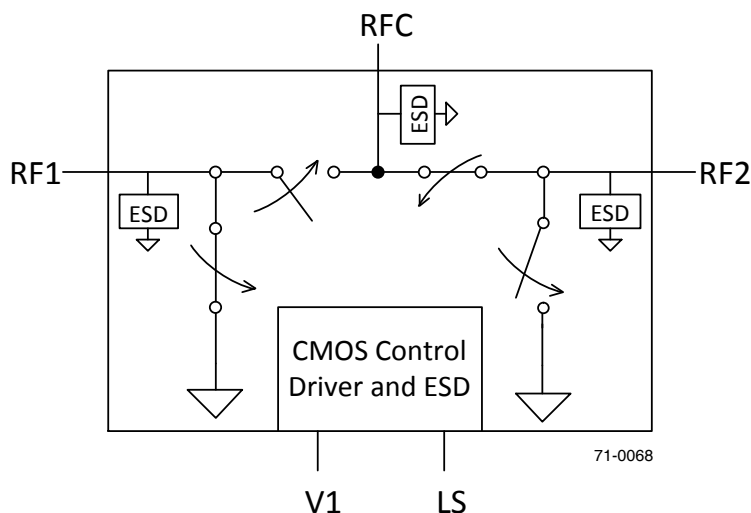 RFC
ESD
RF1
RF2
ESD
ESD
CMOS Control
Driver and ESD
71-0068
V1
LS